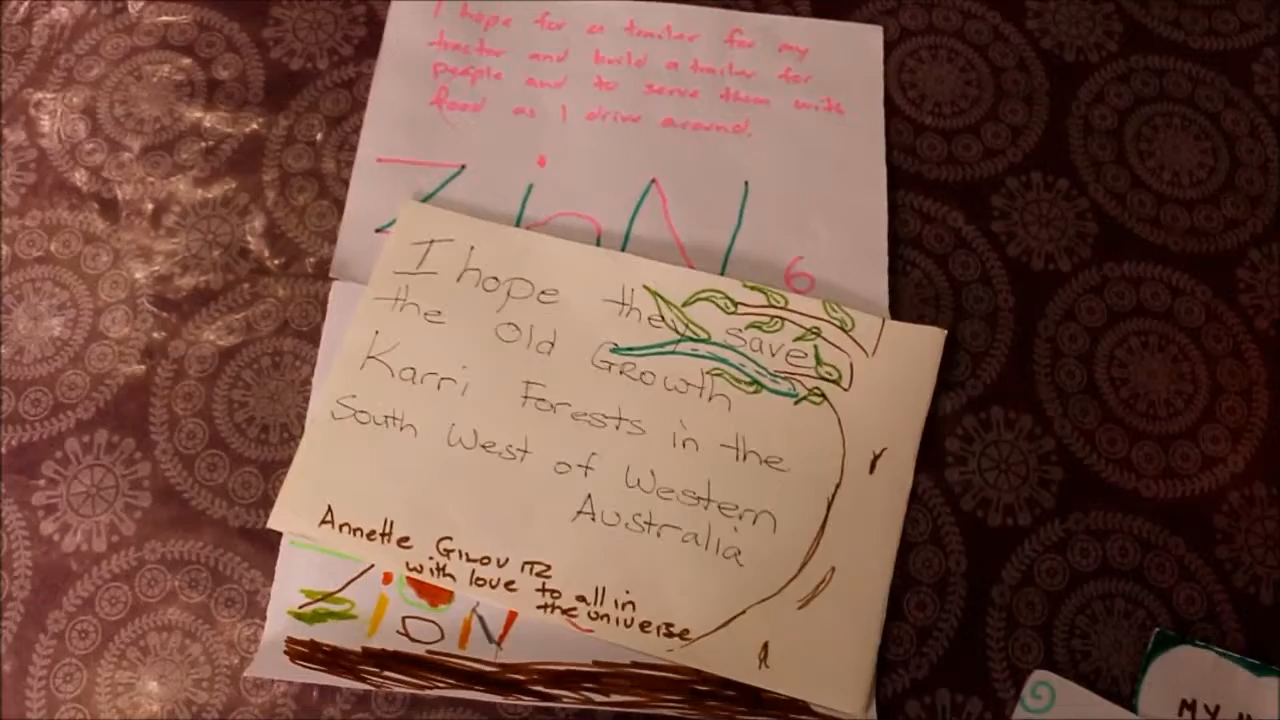 I hope for a trailer for my
tractor and build a trailer for
people and to serve them with
food as I drive around.
ZiON 6
I hope they save
the Old Growth
Karri Forests in the
South West of Western
Australia
Annette
with love to all in
the universe
ZiON
MY